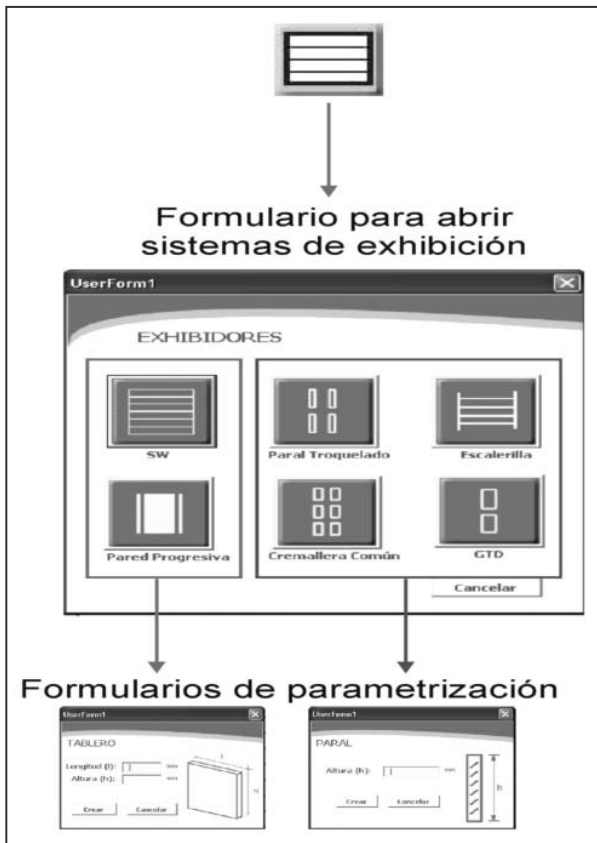 Formulario para abrir
sistemas de exhibición
UserForm1
EXHIBIDORES
SW
Paral Troquelado
Escalerilla
Pared Progresiva
Cremallera Común
GTD
Cancelar
Formularios de parametrización
UserForm1
TABLERO
Longitud (l): mm
Altura (h): mm
Crear Cancelar
l
h
UserForm1
PARAL
Altura (h): mm
Crear Cancelar
h